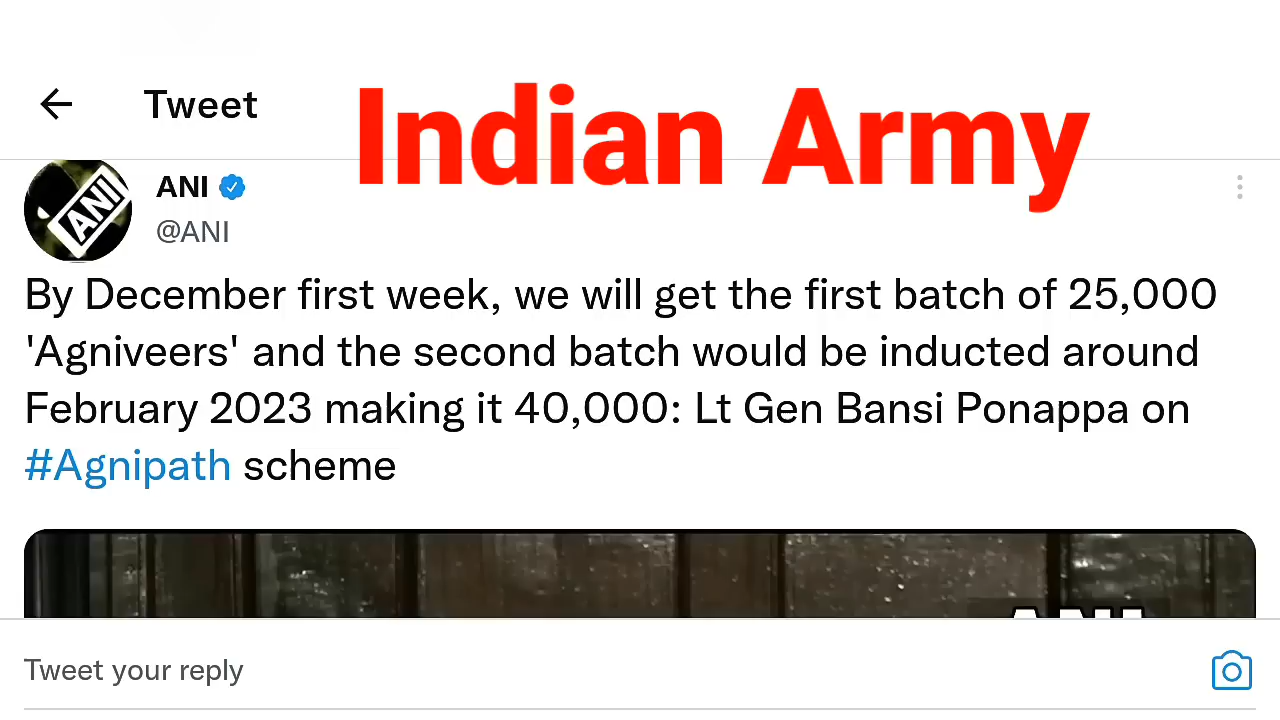 Indian Army
Tweet
ANI
ANI
@ANI
By December first week, we will get the first batch of 25,000
'Agniveers' and the second batch would be inducted around
February 2023 making it 40,000: Lt Gen Bansi Ponappa on
#Agnipath scheme
ANI
Tweet your reply